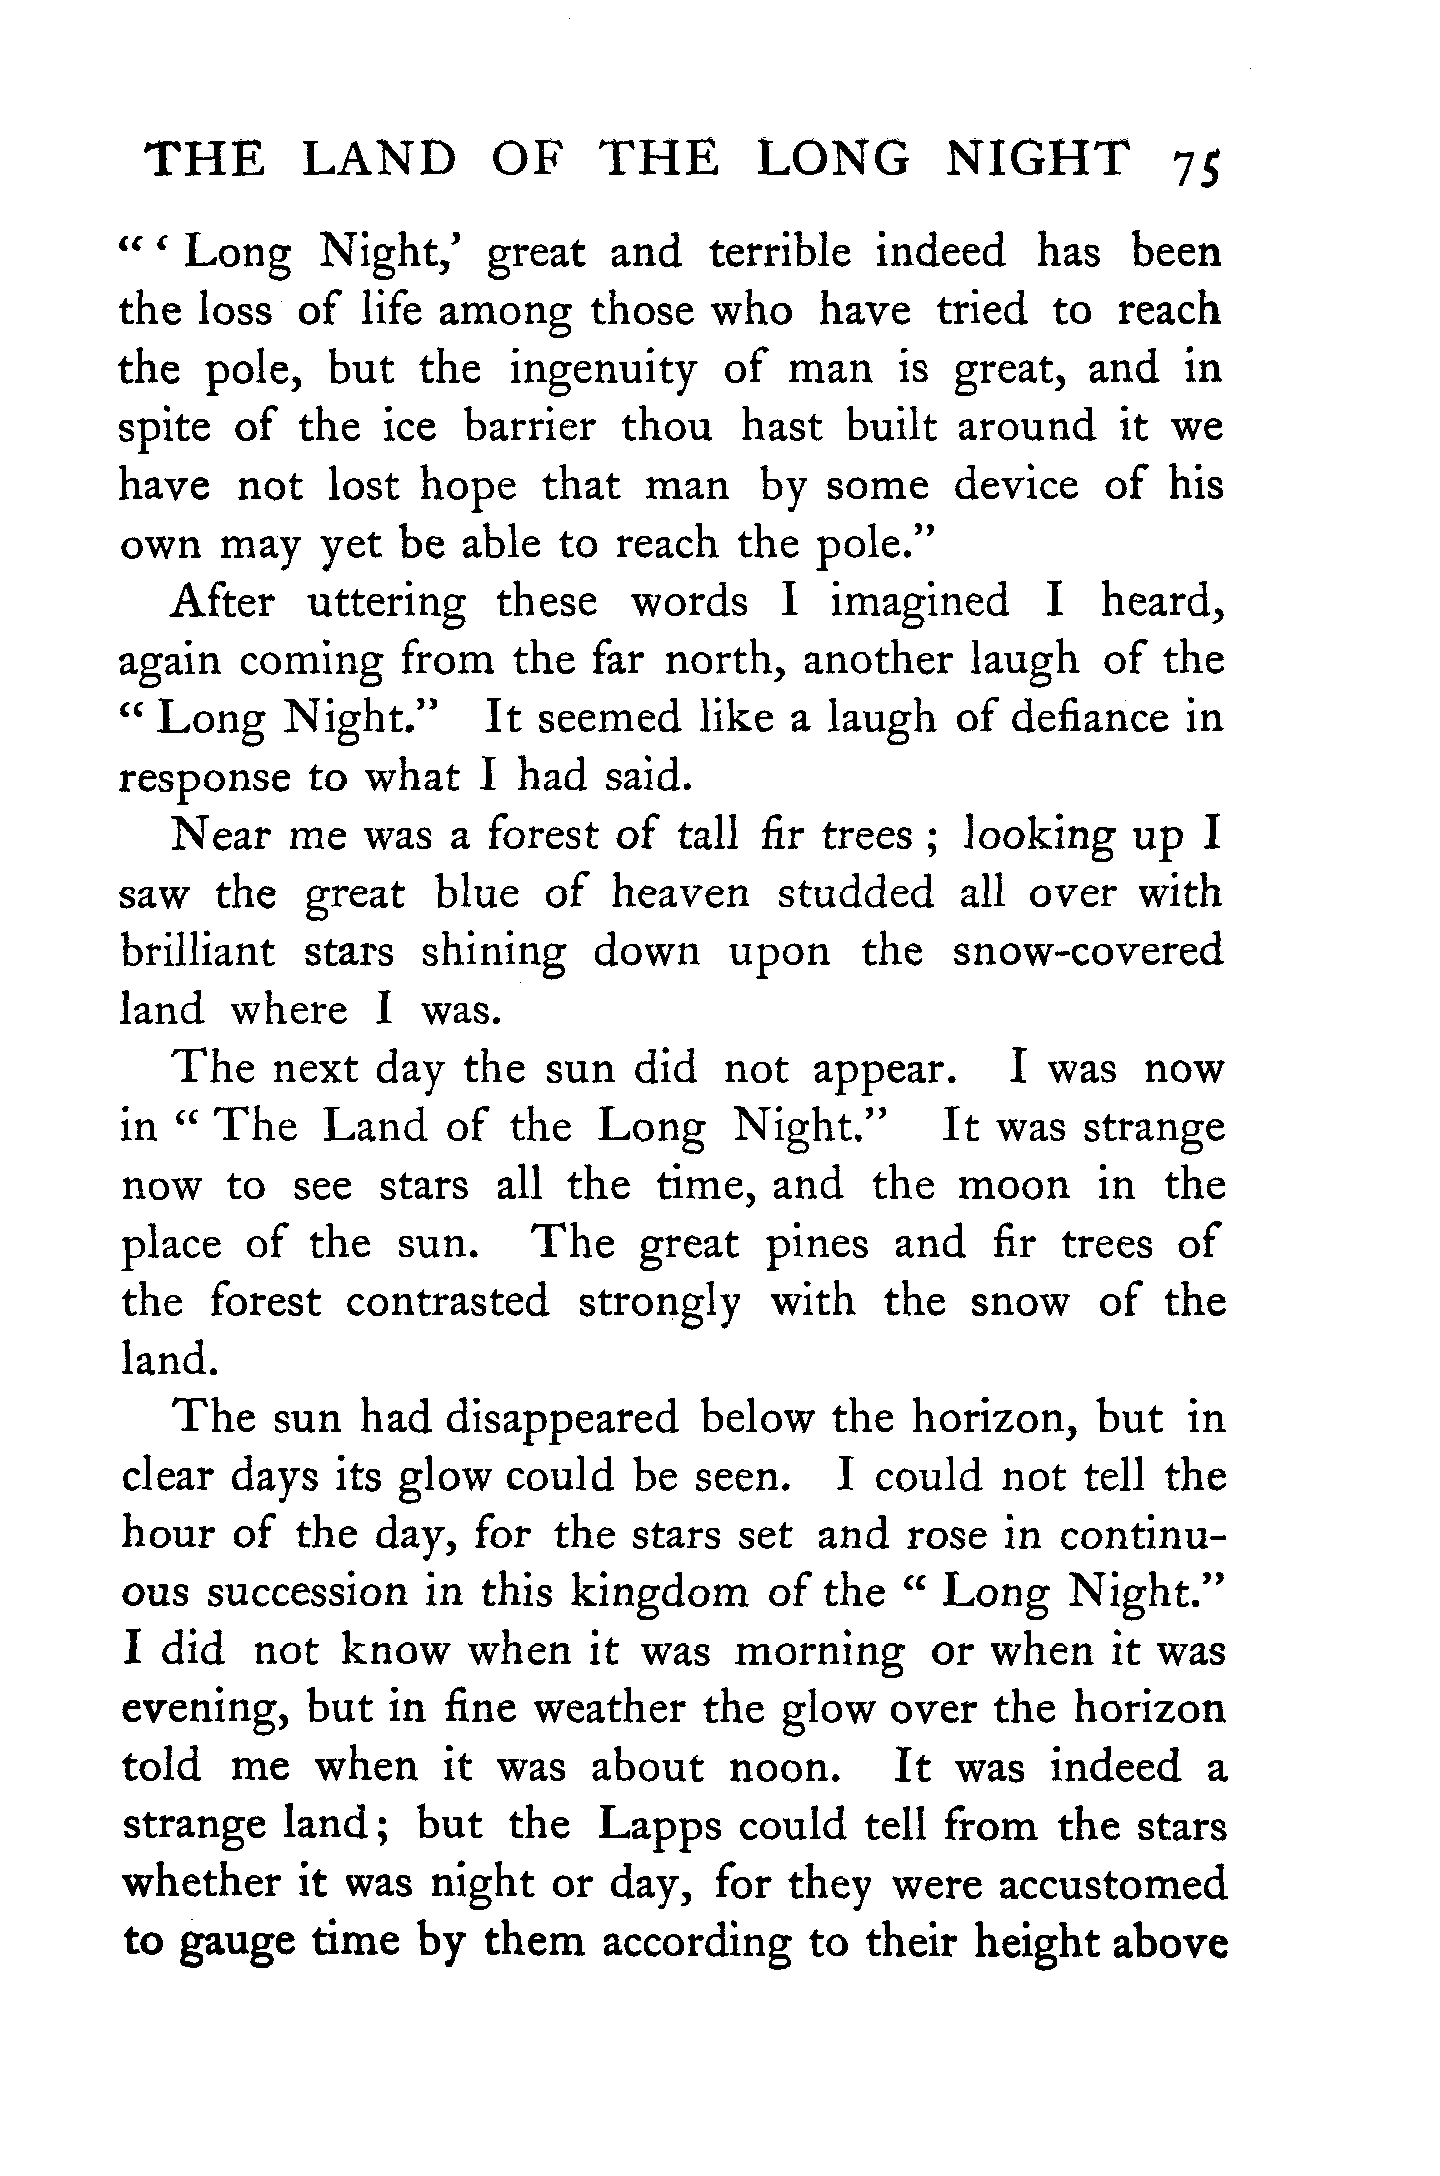 THE LAND OF THE LONG NIGHT 75
“ ‘ Long Night,’ great and terrible indeed has been
the loss of life among those who have tried to reach
the pole, but the ingenuity of man is great, and in
spite of the ice barrier thou hast built around it we
have not lost hope that man by some device of his
own may yet be able to reach the pole.”
After uttering these words I imagined I heard,
again coming from the far north, another laugh of the
“ Long Night.” It seemed like a laugh of defiance in
response to what I had said.
Near me was a forest of tall fir trees ; looking up I
saw the great blue of heaven studded all over with
brilliant stars shining down upon the snow-covered
land where I was.
The next day the sun did not appear. I was now
in “ The Land of the Long Night.” It was strange
now to see stars all the time, and the moon in the
place of the sun. The great pines and fir trees of
the forest contrasted strongly with the snow of the
land.
The sun had disappeared below the horizon, but in
clear days its glow could be seen. I could not tell the
hour of the day, for the stars set and rose in continu-
ous succession in this kingdom of the “ Long Night.”
I did not know when it was morning or when it was
evening, but in fine weather the glow over the horizon
told me when it was about noon. It was indeed a
strange land ; but the Lapps could tell from the stars
whether it was night or day, for they were accustomed
to gauge time by them according to their height above